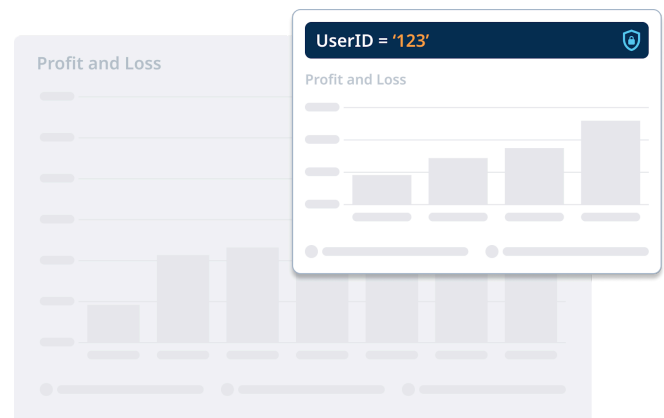 UserID = ‘123’
Profit and Loss
Profit and Loss